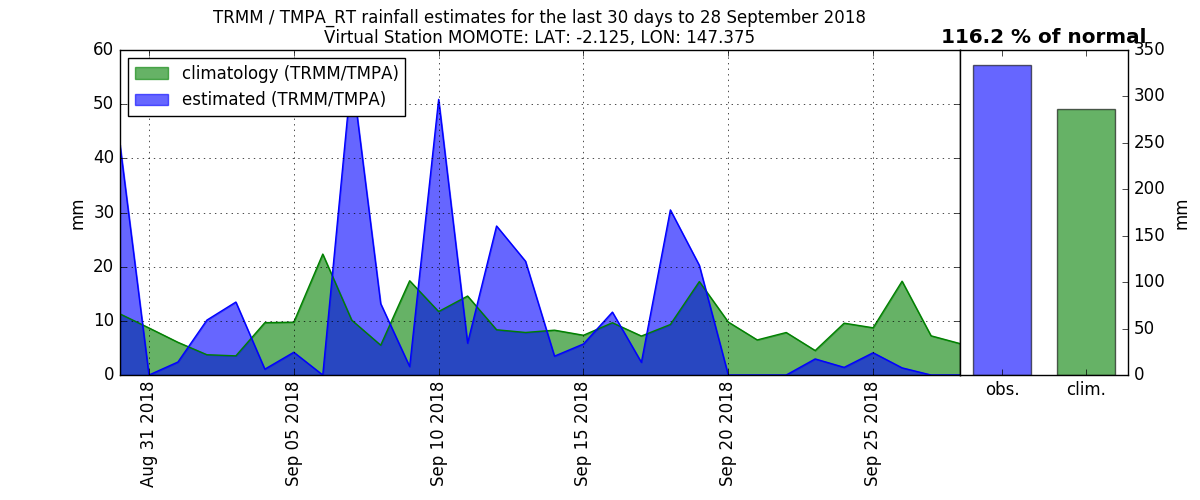 TRMM / TMPA_RT rainfall estimates for the last 30 days to 28 September 2018
Virtual Station MOMOTE: LAT: -2.125, LON: 147.375
116.2 % of normal
climatology (TRMM/TMPA)
estimated (TRMM/TMPA)
60
50
40
30
20
10
0
mm
Aug 31 2018
Sep 05 2018
Sep 10 2018
Sep 15 2018
Sep 20 2018
Sep 25 2018
obs.
clim.
350
300
250
200
150
100
50
0
mm